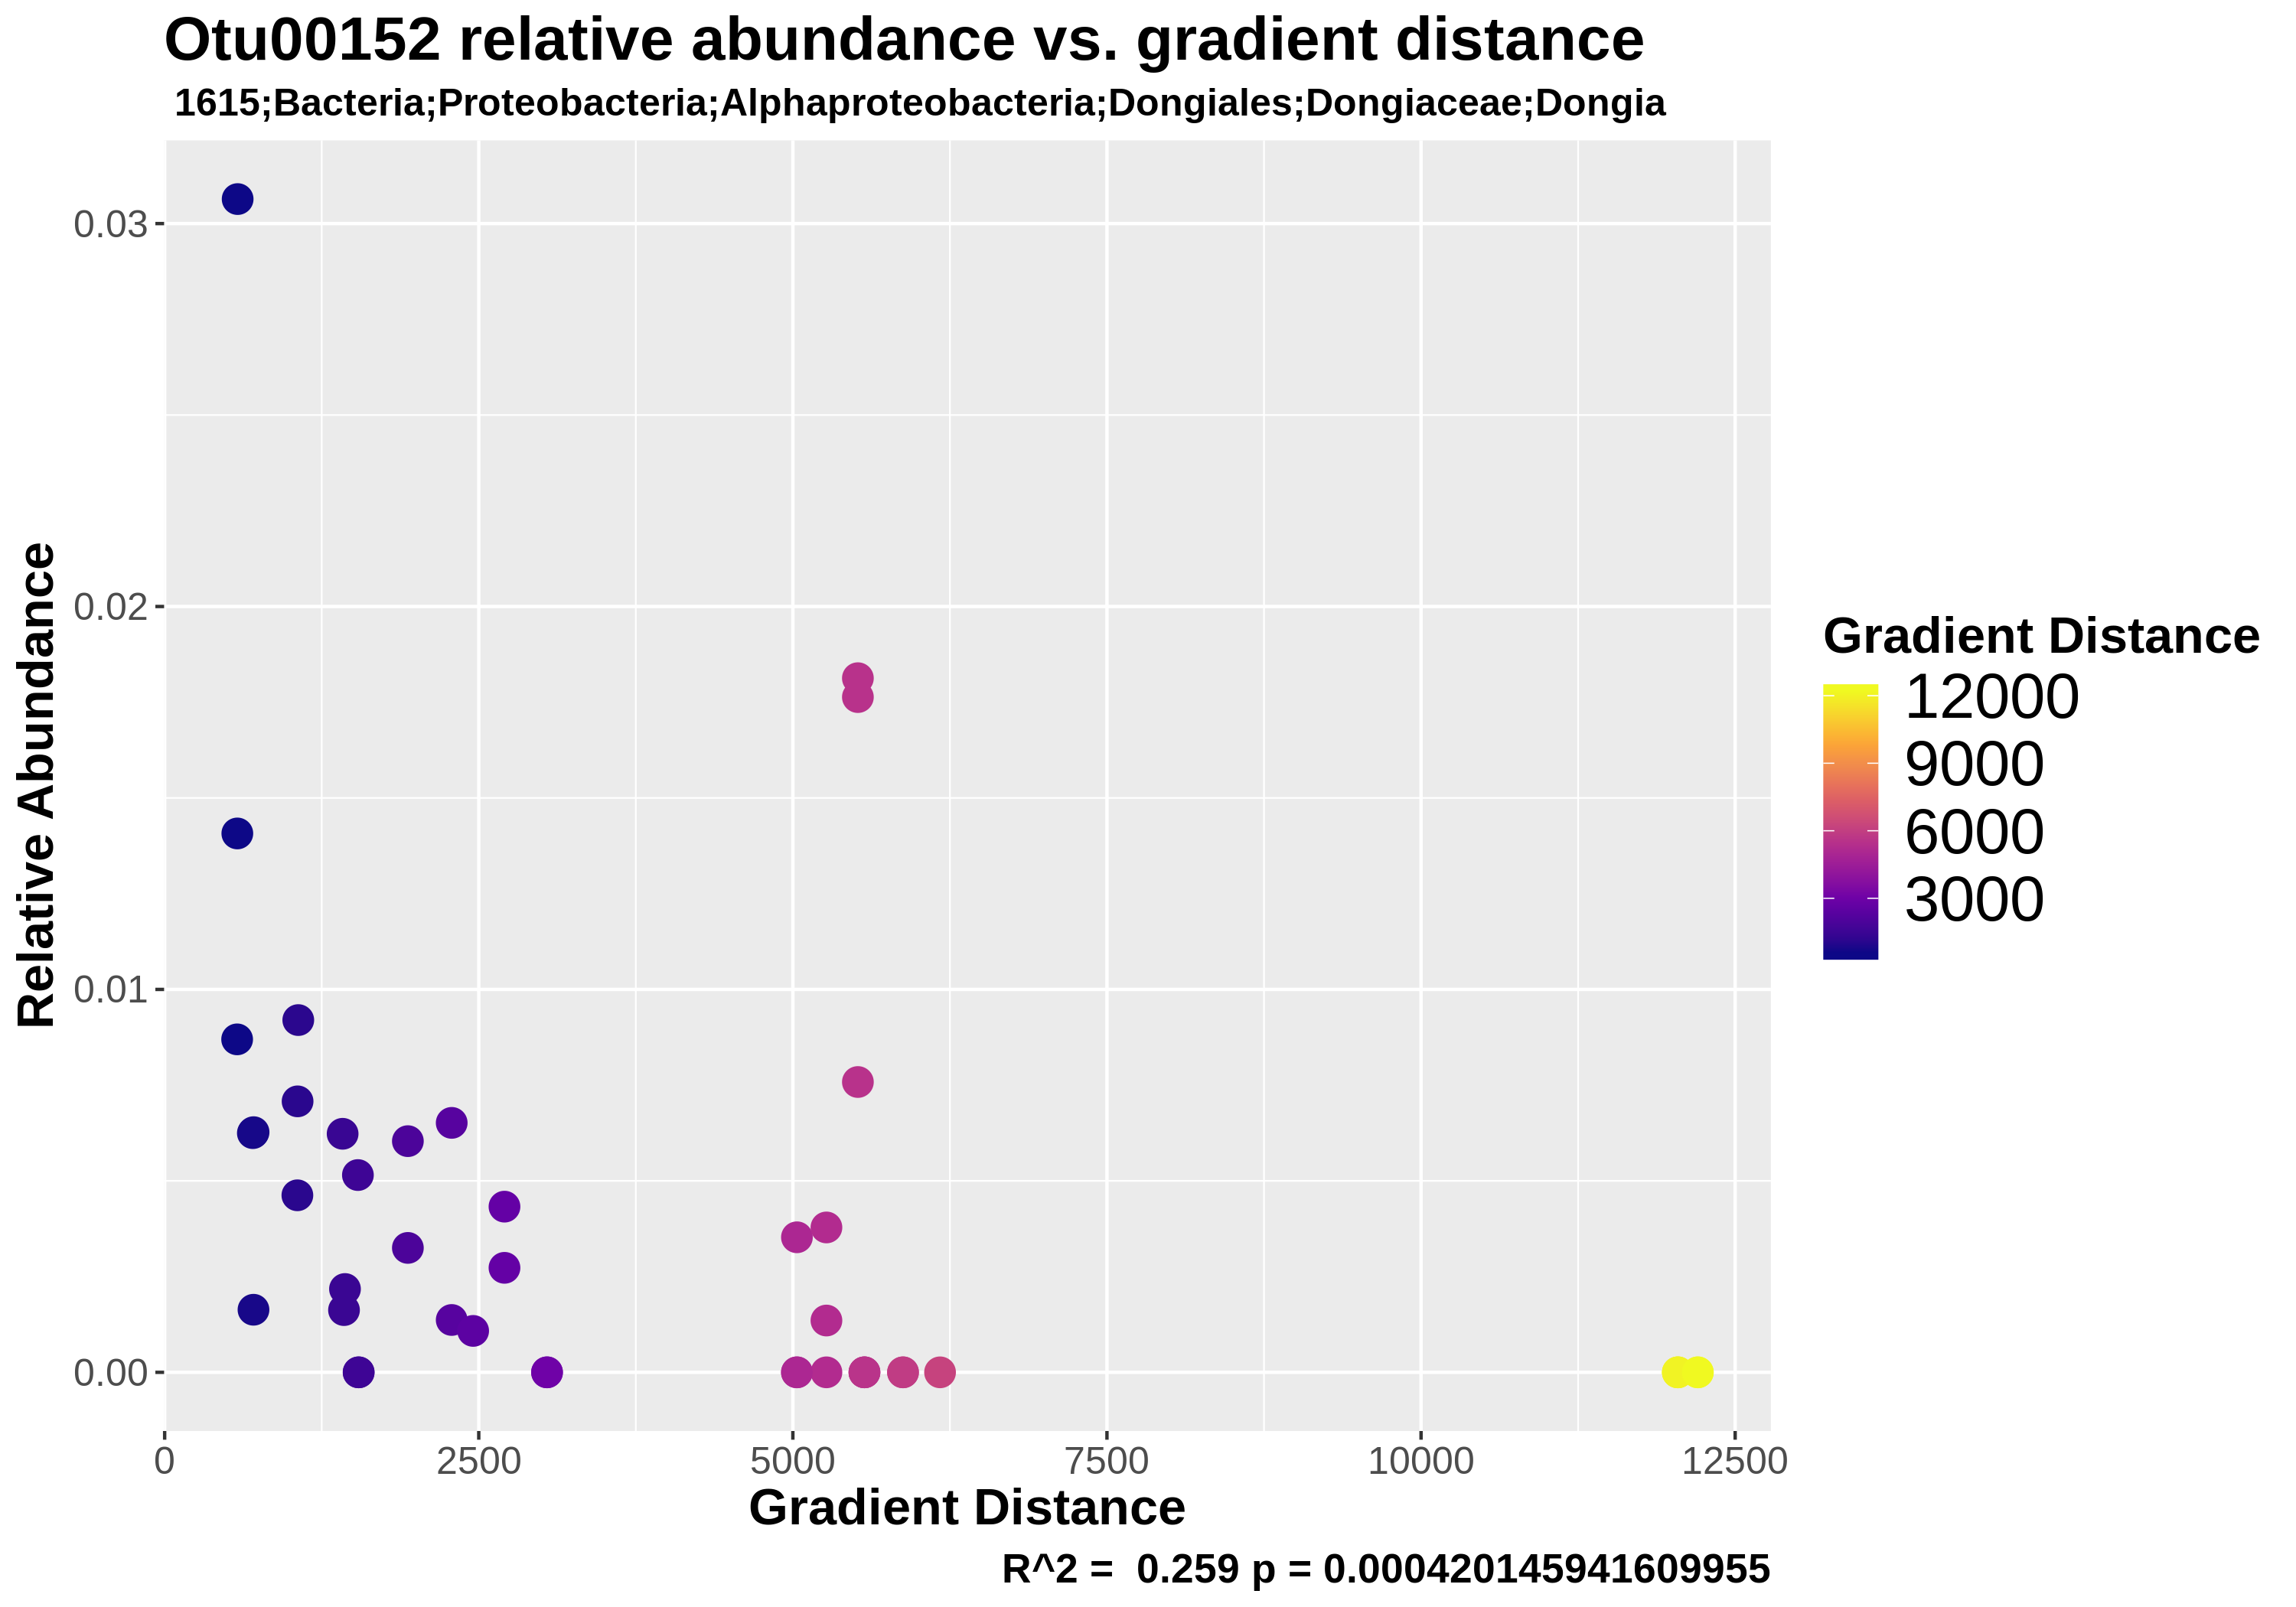 Otu00152 relative abundance vs. gradient distance
1615;Bacteria;Proteobacteria;Alphaproteobacteria;Dongiales;Dongiaceae;Dongia
Relative Abundance
0.03
0.02
0.01
0.00
0
2500
5000
7500
10000
12500
Gradient Distance
R^2 =  0.259 p = 0.000420145941609955
Gradient Distance
12000
9000
6000
3000